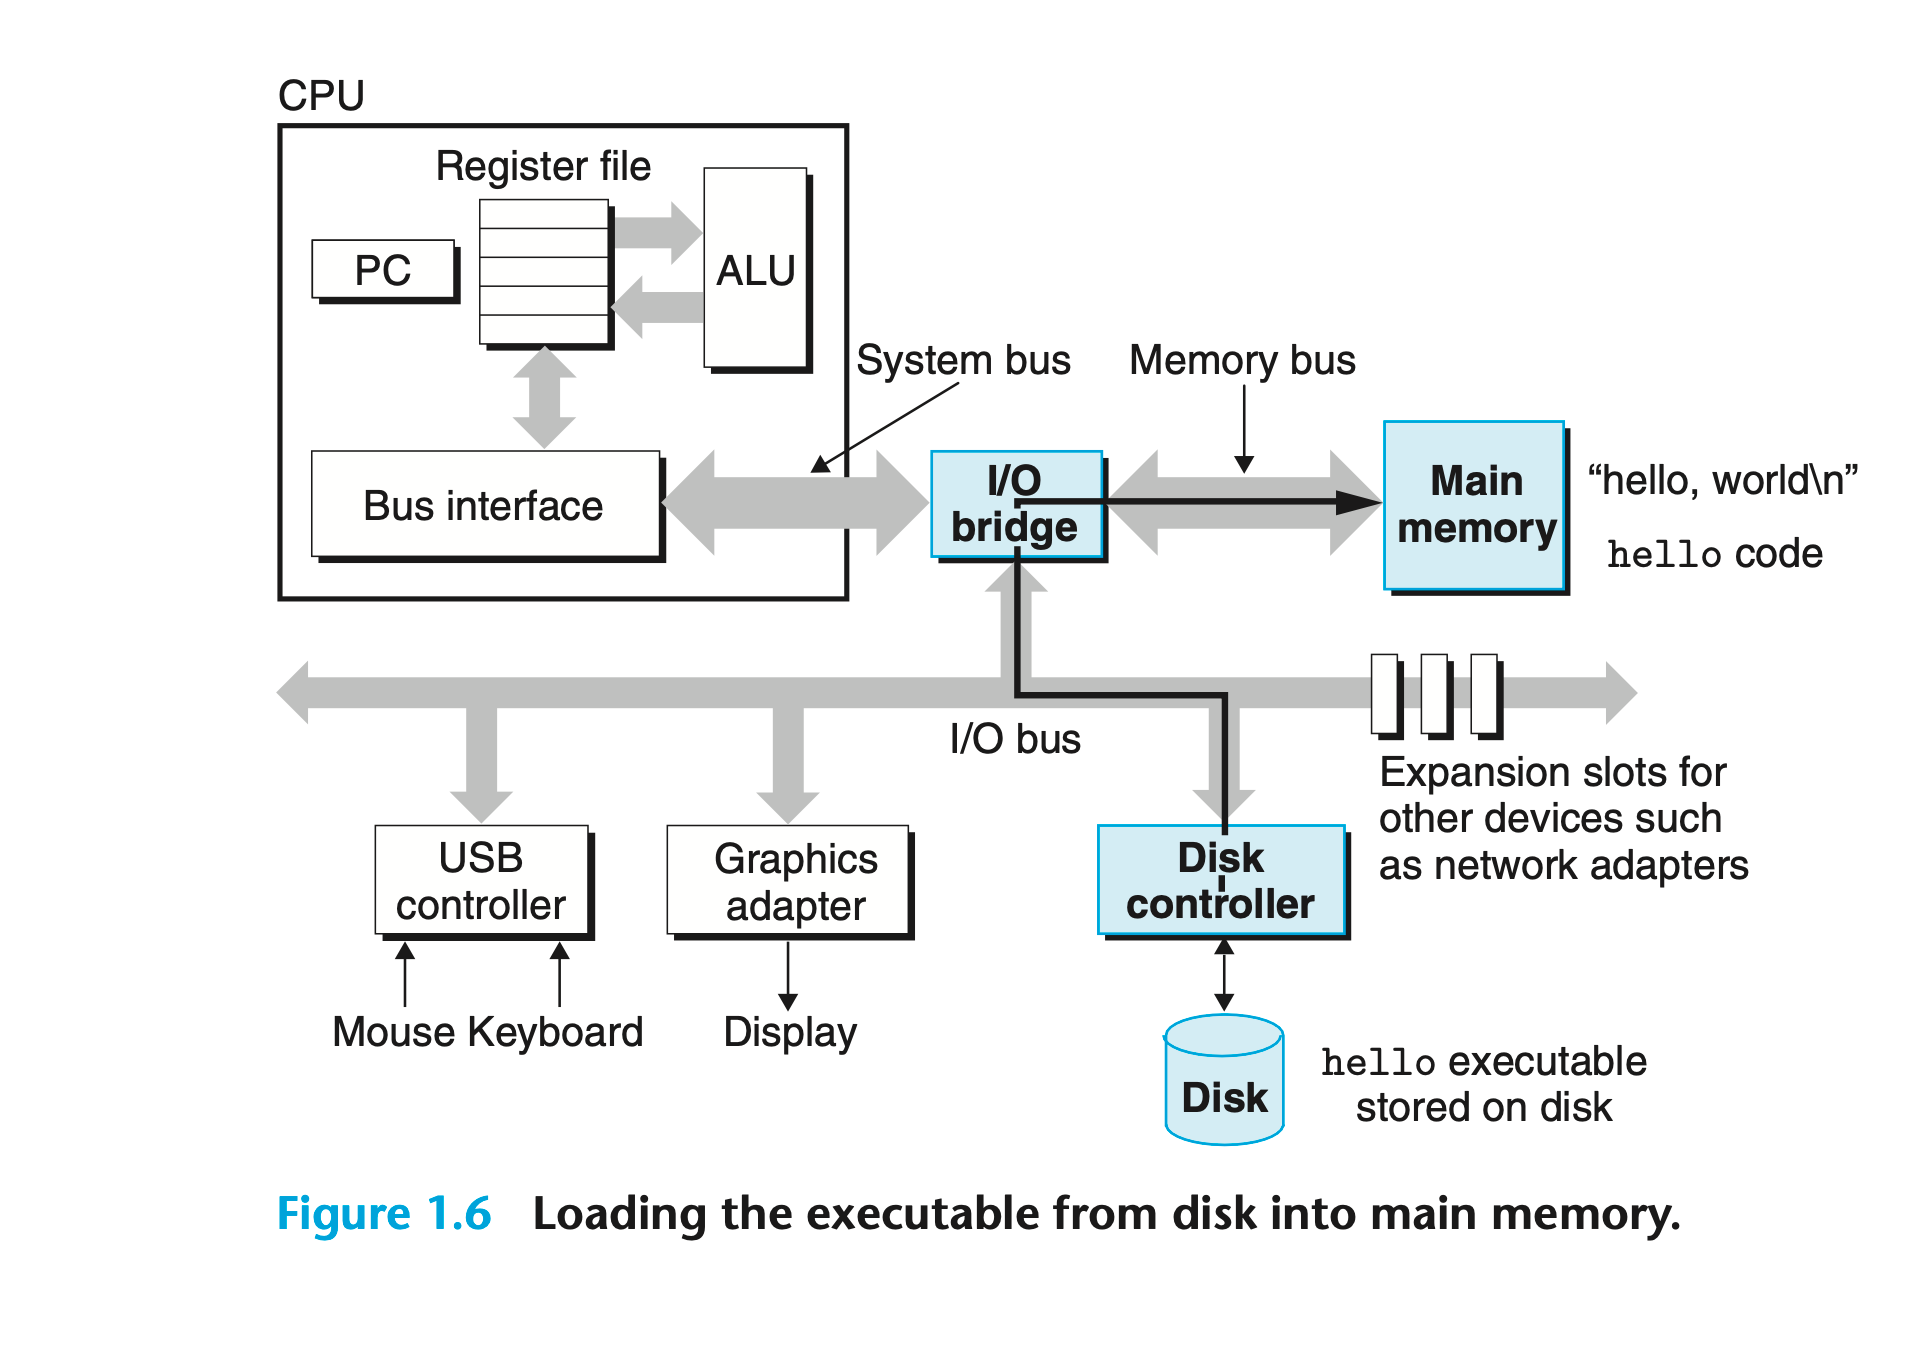 CPU
Register file
PC
ALU
System bus
Memory bus
Bus interface
I/O
bridge
Main
memory
“hello, world\n”
hello code
I/O bus
Expansion slots for
other devices such
as network adapters
USB
controller
Graphics
adapter
Disk
controller
Mouse Keyboard
Display
Disk
hello executable
stored on disk
Figure 1.6 Loading the executable from disk into main memory.